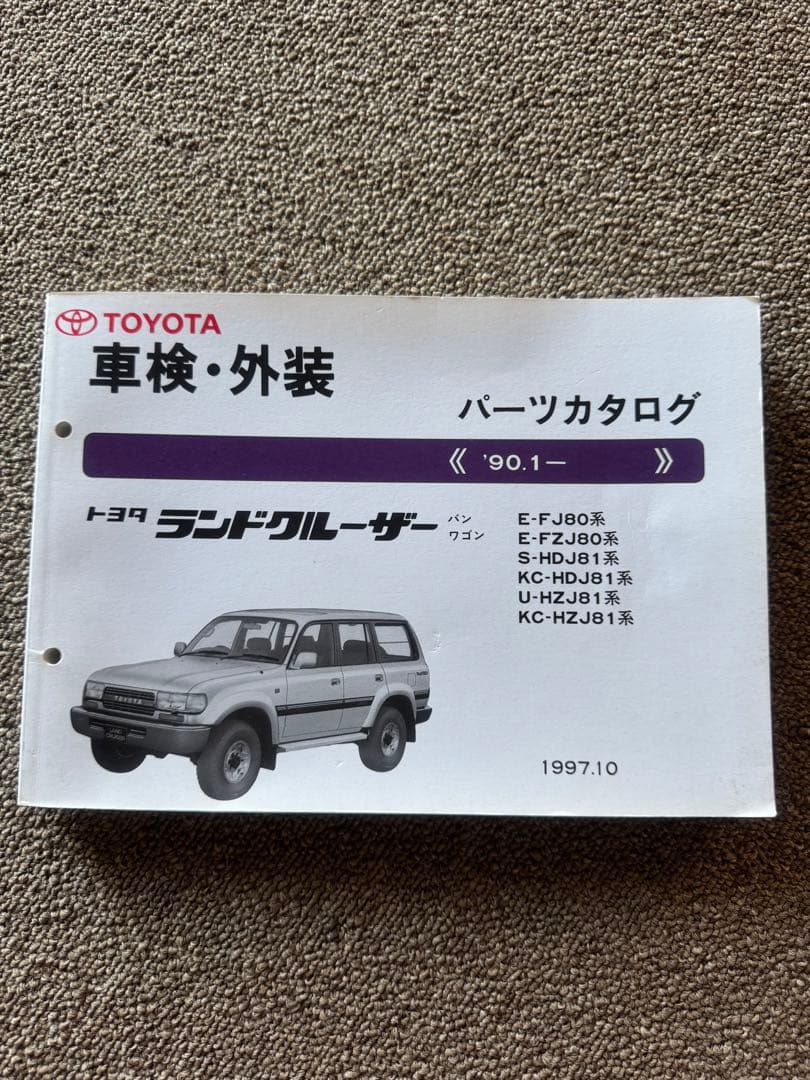 TOYOTA
車検・外装
パーツカタログ
《 '90.1― 》
トヨタ ランドクルーザー バン ワゴン
E-FJ80系
E-FZJ80系
S-HDJ81系
KC-HDJ81系
U-HZJ81系
KC-HZJ81系
TOYOTA
LAND
CRUISER
1997.10